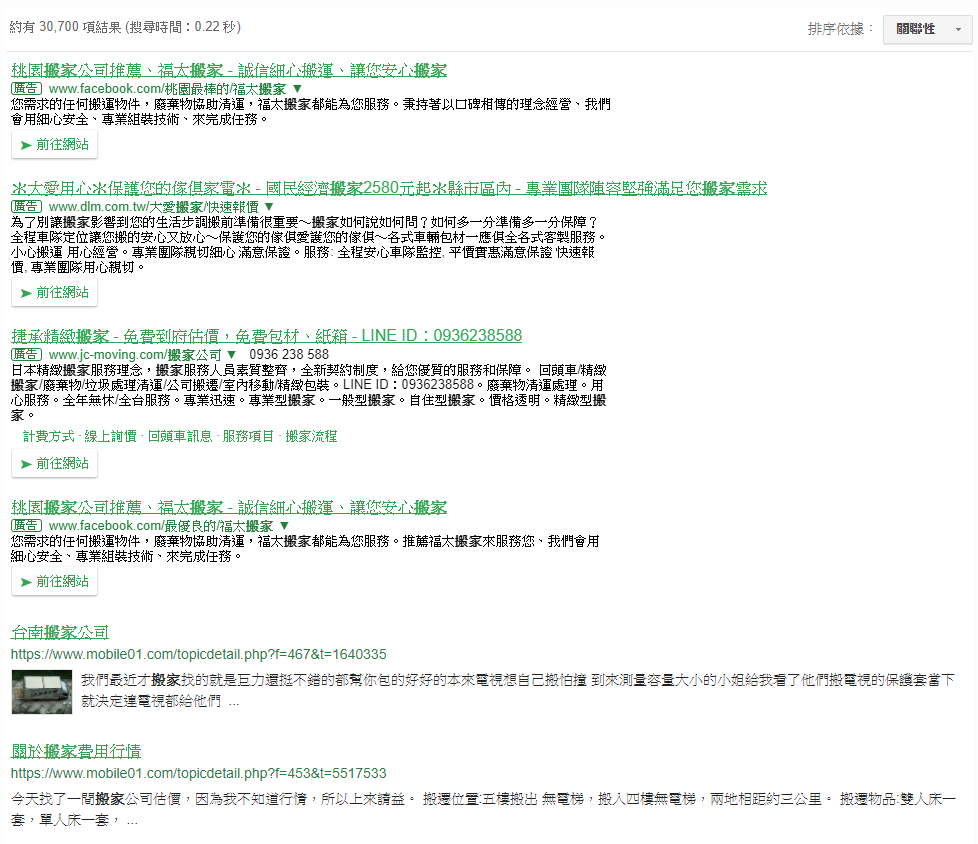 約有 30,700 項結果 (搜尋時間：0.22 秒)
排序依據：
關聯性
桃園搬家公司推薦、福太搬家 - 誠信細心搬運、讓您安心搬家
廣告 www.facebook.com/桃園最棒的/福太搬家 ▼
您需求的任何搬運物件，廢棄物協助清運，福太搬家都能為您服務。秉持著以口碑相傳的理念經營、我們
會用細心安全、專業組裝技術、來完成任務。
➤ 前往網站
＊大愛用心＊保護您的傢俱家電＊ - 國民經濟搬家2580元起＊縣市區內 - 專業團隊陣容堅強滿足您搬家需求
廣告 www.dlm.com.tw/大愛搬家/快速報價 ▼
為了別讓搬家影響到您的生活步調搬前準備很重要～搬家如何說如何問？如何多一分準備多一分保障？
全程車隊定位讓您搬的安心又放心～保護您的傢俱愛護您的傢俱～各式車輛包材一應俱全各式客製服務。
小心搬運 用心經營。專業團隊親切細心 滿意保證。服務: 全程安心車隊監控, 平價實惠滿意保證 快速報
價, 專業團隊用心親切。
➤ 前往網站
捷承精緻搬家 - 免費到府估價，免費包材、紙箱 - LINE ID：0936238588
廣告 www.jc-moving.com/搬家公司 ▼ 0936 238 588
日本精緻搬家服務理念，搬家服務人員素質整齊，全新契約制度，給您優質的服務和保障。 回頭車/精緻
搬家/廢棄物/垃圾處理清運/公司搬遷/室內移動/精緻包裝。LINE ID：0936238588。廢棄物清運處理。用
心服務。全年無休/全台服務。專業迅速。專業型搬家。一般型搬家。自住型搬家。價格透明。精緻型搬
家。
計費方式 · 線上詢價 · 回頭車訊息 · 服務項目 · 搬家流程
➤ 前往網站
桃園搬家公司推薦、福太搬家 - 誠信細心搬運、讓您安心搬家
廣告 www.facebook.com/最優良的/福太搬家 ▼
您需求的任何搬運物件，廢棄物協助清運，福太搬家都能為您服務。推薦福太搬家來服務您、我們會用
細心安全、專業組裝技術、來完成任務。
➤ 前往網站
台南搬家公司
https://www.mobile01.com/topicdetail.php?f=467&t=1640335
我們最近才搬家找的就是巨力還挺不錯的都幫你包的好好的本來電視想自己搬怕撞 到來測量容量大小的小姐給我看了他們搬電視的保護套當下
就決定連電視都給他們 ...
關於搬家費用行情
https://www.mobile01.com/topicdetail.php?f=453&t=5517533
今天找了一間搬家公司估價，因為我不知道行情，所以上來請益。 搬遷位置:五樓搬出 無電梯，搬入四樓無電梯，兩地相距約三公里。 搬遷物品:雙人床一
套，單人床一套， ...